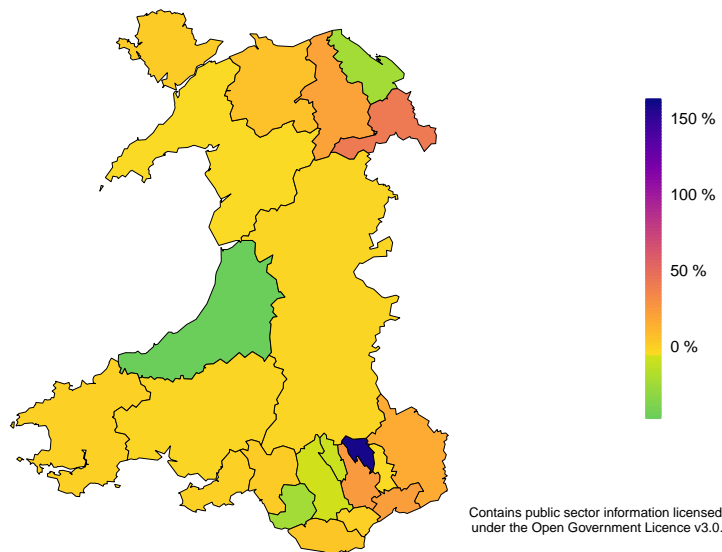 150 %
100 %
50 %
0 %
Contains public sector information licensed
under the Open Government Licence v3.0.